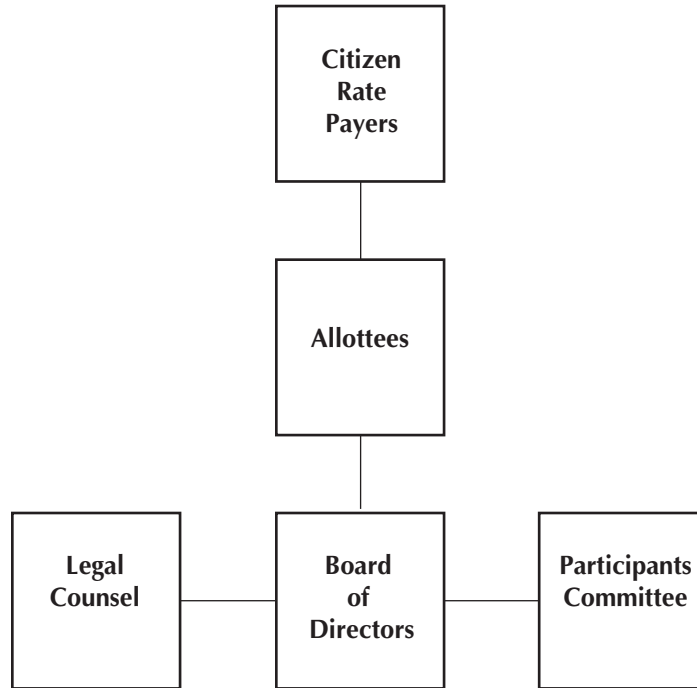 Citizen
Rate
Payers
Allottees
Legal
Counsel
Board
of
Directors
Participants
Committee